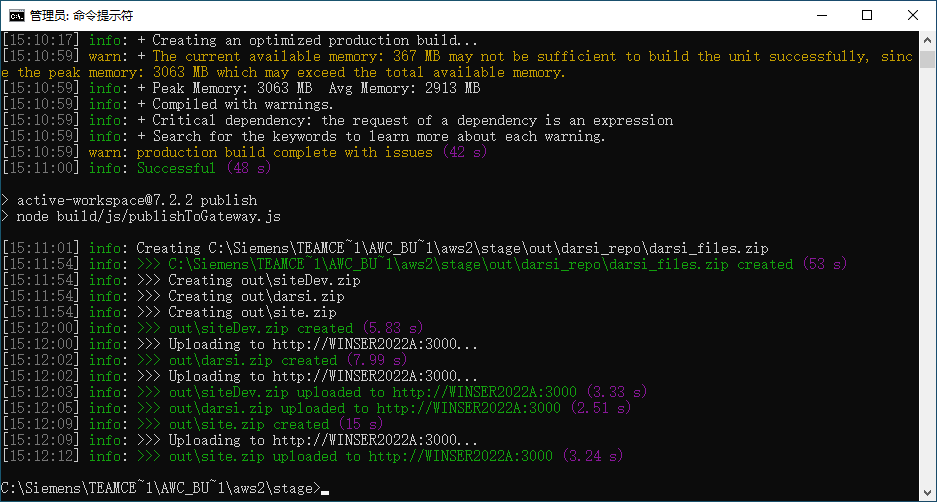 管理员: 命令提示符
[15:10:17] info: + Creating an optimized production build...
[15:10:59] warn: + The current available memory: 367 MB may not be sufficient to build the unit successfully, sinc
e the peak memory: 3063 MB which may exceed the total available memory.
[15:10:59] info: + Peak Memory: 3063 MB  Avg Memory: 2913 MB
[15:10:59] info: + Compiled with warnings.
[15:10:59] info: + Critical dependency: the request of a dependency is an expression
[15:10:59] info: + Search for the keywords to learn more about each warning.
[15:10:59] warn: production build complete with issues (42 s)
[15:11:00] info: Successful (48 s)
> active-workspace@7.2.2 publish
> node build/js/publishToGateway.js
[15:11:01] info: Creating C:\Siemens\TEAMCE~1\AWC_BU~1\aws2\stage\out\darsi_repo\darsi_files.zip
[15:11:54] info: >>> C:\Siemens\TEAMCE~1\AWC_BU~1\aws2\stage\out\darsi_repo\darsi_files.zip created (53 s)
[15:11:54] info: >>> Creating out\siteDev.zip
[15:11:54] info: >>> Creating out\darsi.zip
[15:11:54] info: >>> Creating out\site.zip
[15:12:00] info: >>> out\siteDev.zip created (5.83 s)
[15:12:00] info: >>> Uploading to http://WINSER2022A:3000...
[15:12:02] info: >>> out\darsi.zip created (7.99 s)
[15:12:02] info: >>> Uploading to http://WINSER2022A:3000...
[15:12:03] info: >>> out\siteDev.zip uploaded to http://WINSER2022A:3000 (3.33 s)
[15:12:05] info: >>> out\darsi.zip uploaded to http://WINSER2022A:3000 (2.51 s)
[15:12:09] info: >>> out\site.zip created (15 s)
[15:12:09] info: >>> Uploading to http://WINSER2022A:3000...
[15:12:12] info: >>> out\site.zip uploaded to http://WINSER2022A:3000 (3.24 s)
C:\Siemens\TEAMCE~1\AWC_BU~1\aws2\stage>